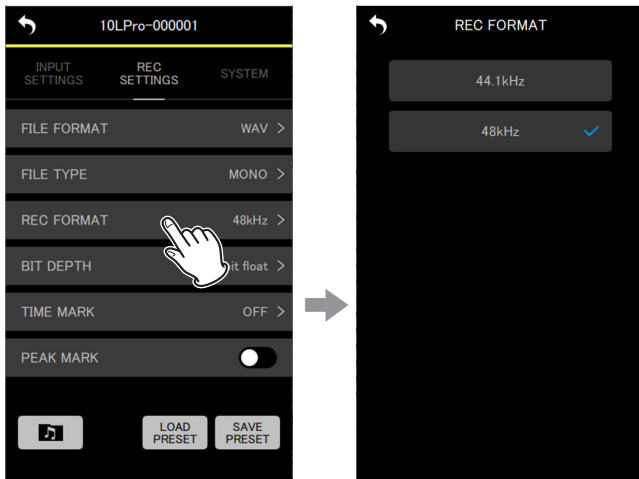 10LPro-000001
INPUT
SETTINGS
REC
SETTINGS
SYSTEM
FILE FORMAT WAV >
FILE TYPE MONO >
REC FORMAT 48kHz >
BIT DEPTH float >
TIME MARK OFF >
PEAK MARK
LOAD
PRESET
SAVE
PRESET
REC FORMAT
44.1kHz
48kHz